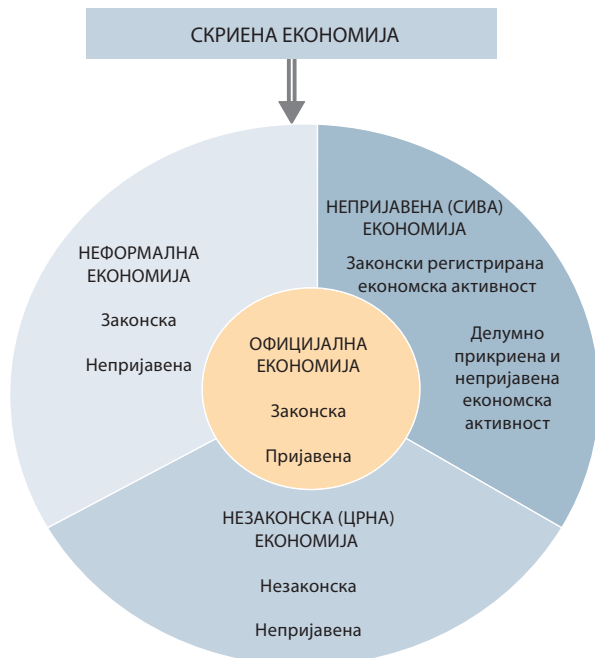 СКРИЕНА ЕКОНОМИЈА
НЕФОРМАЛНА
ЕКОНОМИЈА
Законска
Непријавена
НЕПРИЈАВЕНА (СИВА)
ЕКОНОМИЈА
Законски регистрирана
економска активност
Делумно
прикриена и
непријавена
економска
активност
ОФИЦИЈАЛНА
ЕКОНОМИЈА
Законска
Пријавена
НЕЗАКОНСКА (ЦРНА)
ЕКОНОМИЈА
Незаконска
Непријавена